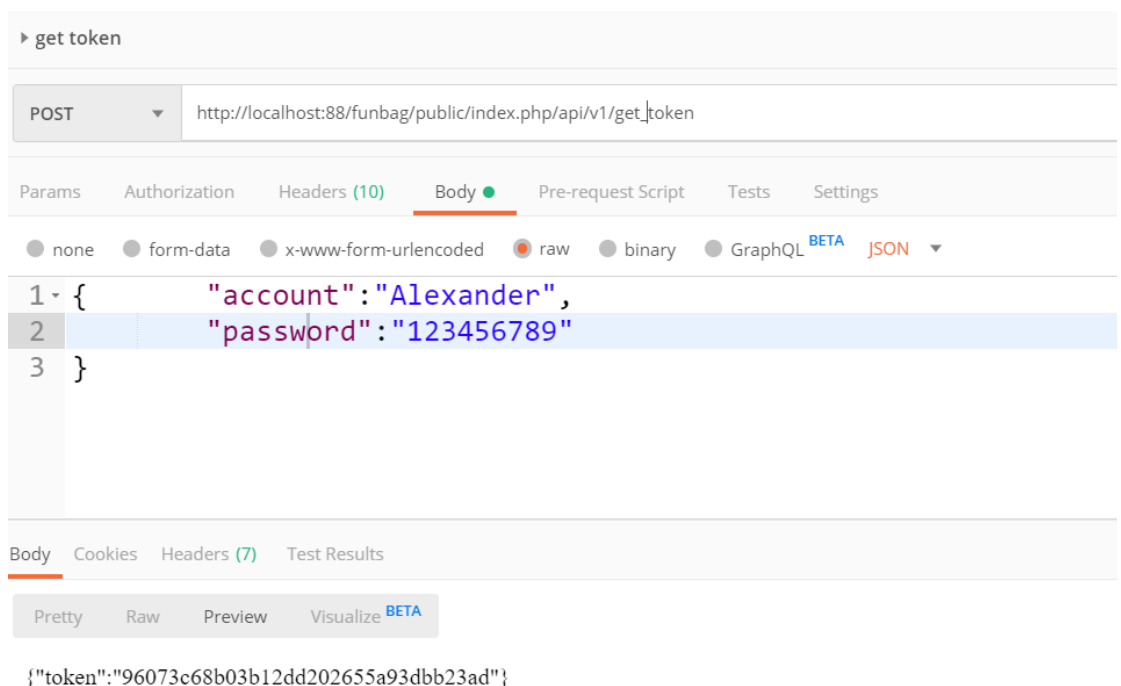 get token
POST http://localhost:88/funbag/public/index.php/api/v1/get_token
Params Authorization Headers (10) Body Pre-request Script Tests Settings
none form-data x-www-form-urlencoded raw binary GraphQL BETA JSON
1 { "account":"Alexander",
2 "password":"123456789"
3 }
Body Cookies Headers (7) Test Results
Pretty Raw Preview Visualize BETA
{"token":"96073c68b03b12dd202655a93dbb23ad"}